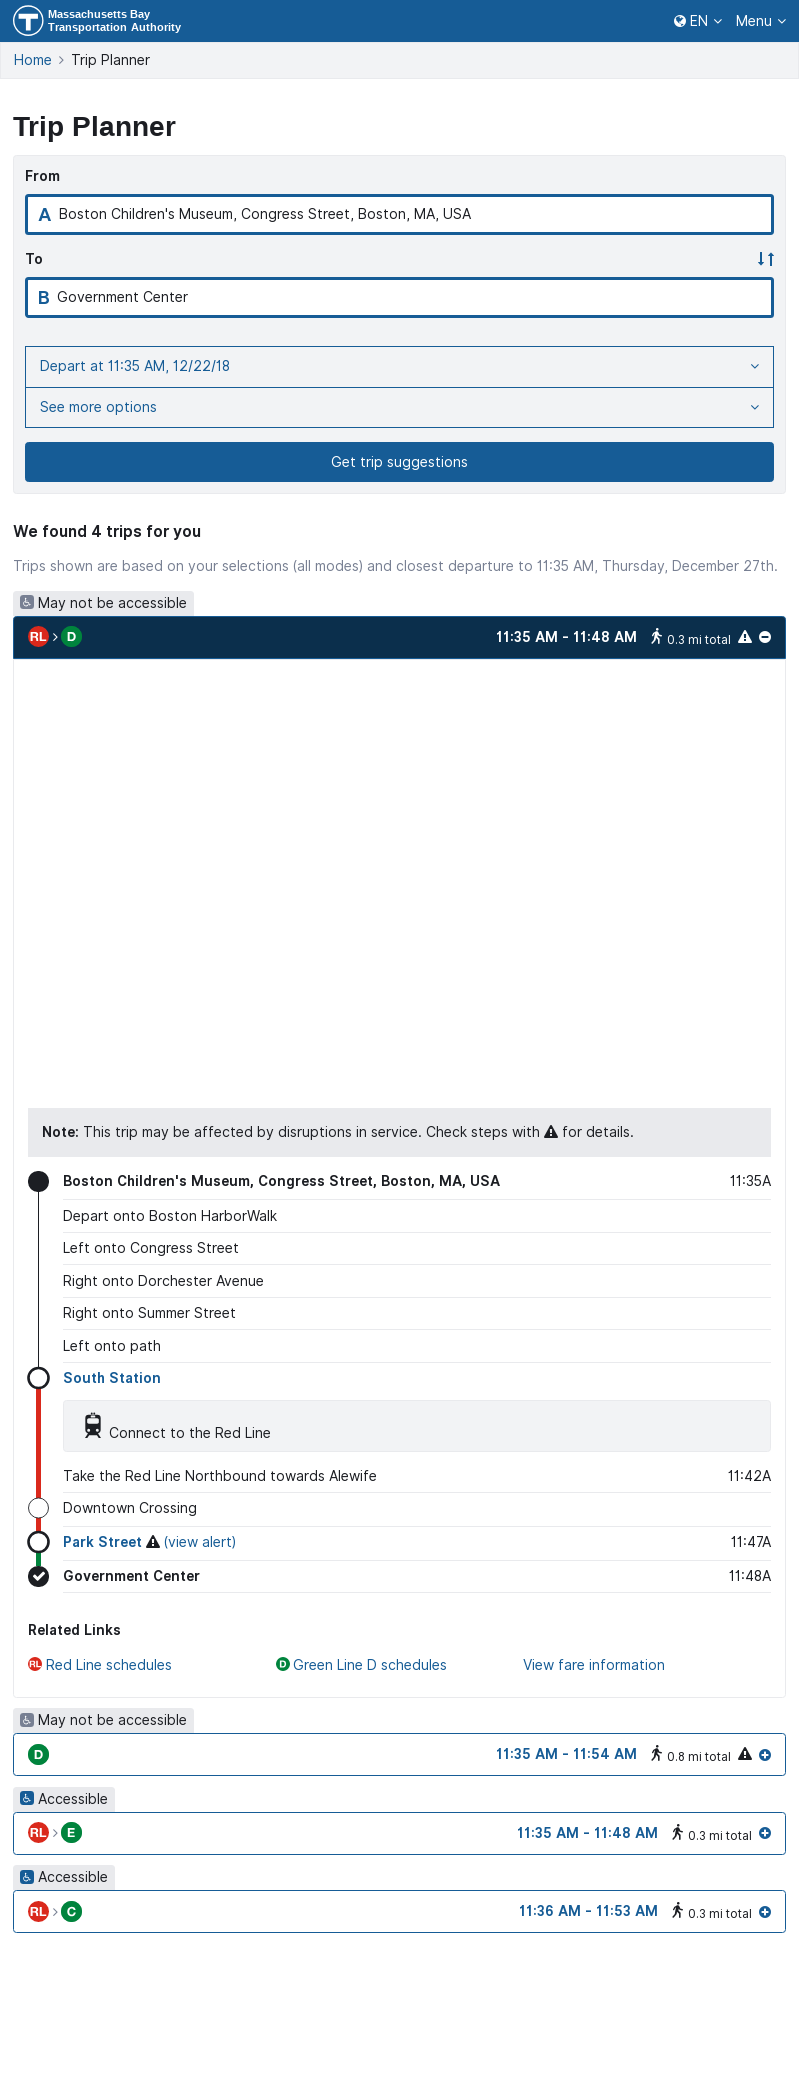 Massachusetts Bay
Transportation Authority
EN Menu
Home Trip Planner
Trip Planner
From
A Boston Children's Museum, Congress Street, Boston, MA, USA
To
B Government Center
Depart at 11:35 AM, 12/22/18
See more options
Get trip suggestions
We found 4 trips for you
Trips shown are based on your selections (all modes) and closest departure to 11:35 AM, Thursday, December 27th.
May not be accessible
RL > D 11:35 AM - 11:48 AM 0.3 mi total
Note: This trip may be affected by disruptions in service. Check steps with for details.
Boston Children's Museum, Congress Street, Boston, MA, USA 11:35A
Depart onto Boston HarborWalk
Left onto Congress Street
Right onto Dorchester Avenue
Right onto Summer Street
Left onto path
South Station
Connect to the Red Line
Take the Red Line Northbound towards Alewife 11:42A
Downtown Crossing
Park Street (view alert) 11:47A
Government Center 11:48A
Related Links
RL Red Line schedules D Green Line D schedules View fare information
May not be accessible
D 11:35 AM - 11:54 AM 0.8 mi total
Accessible
RL > E 11:35 AM - 11:48 AM 0.3 mi total
Accessible
RL > C 11:36 AM - 11:53 AM 0.3 mi total